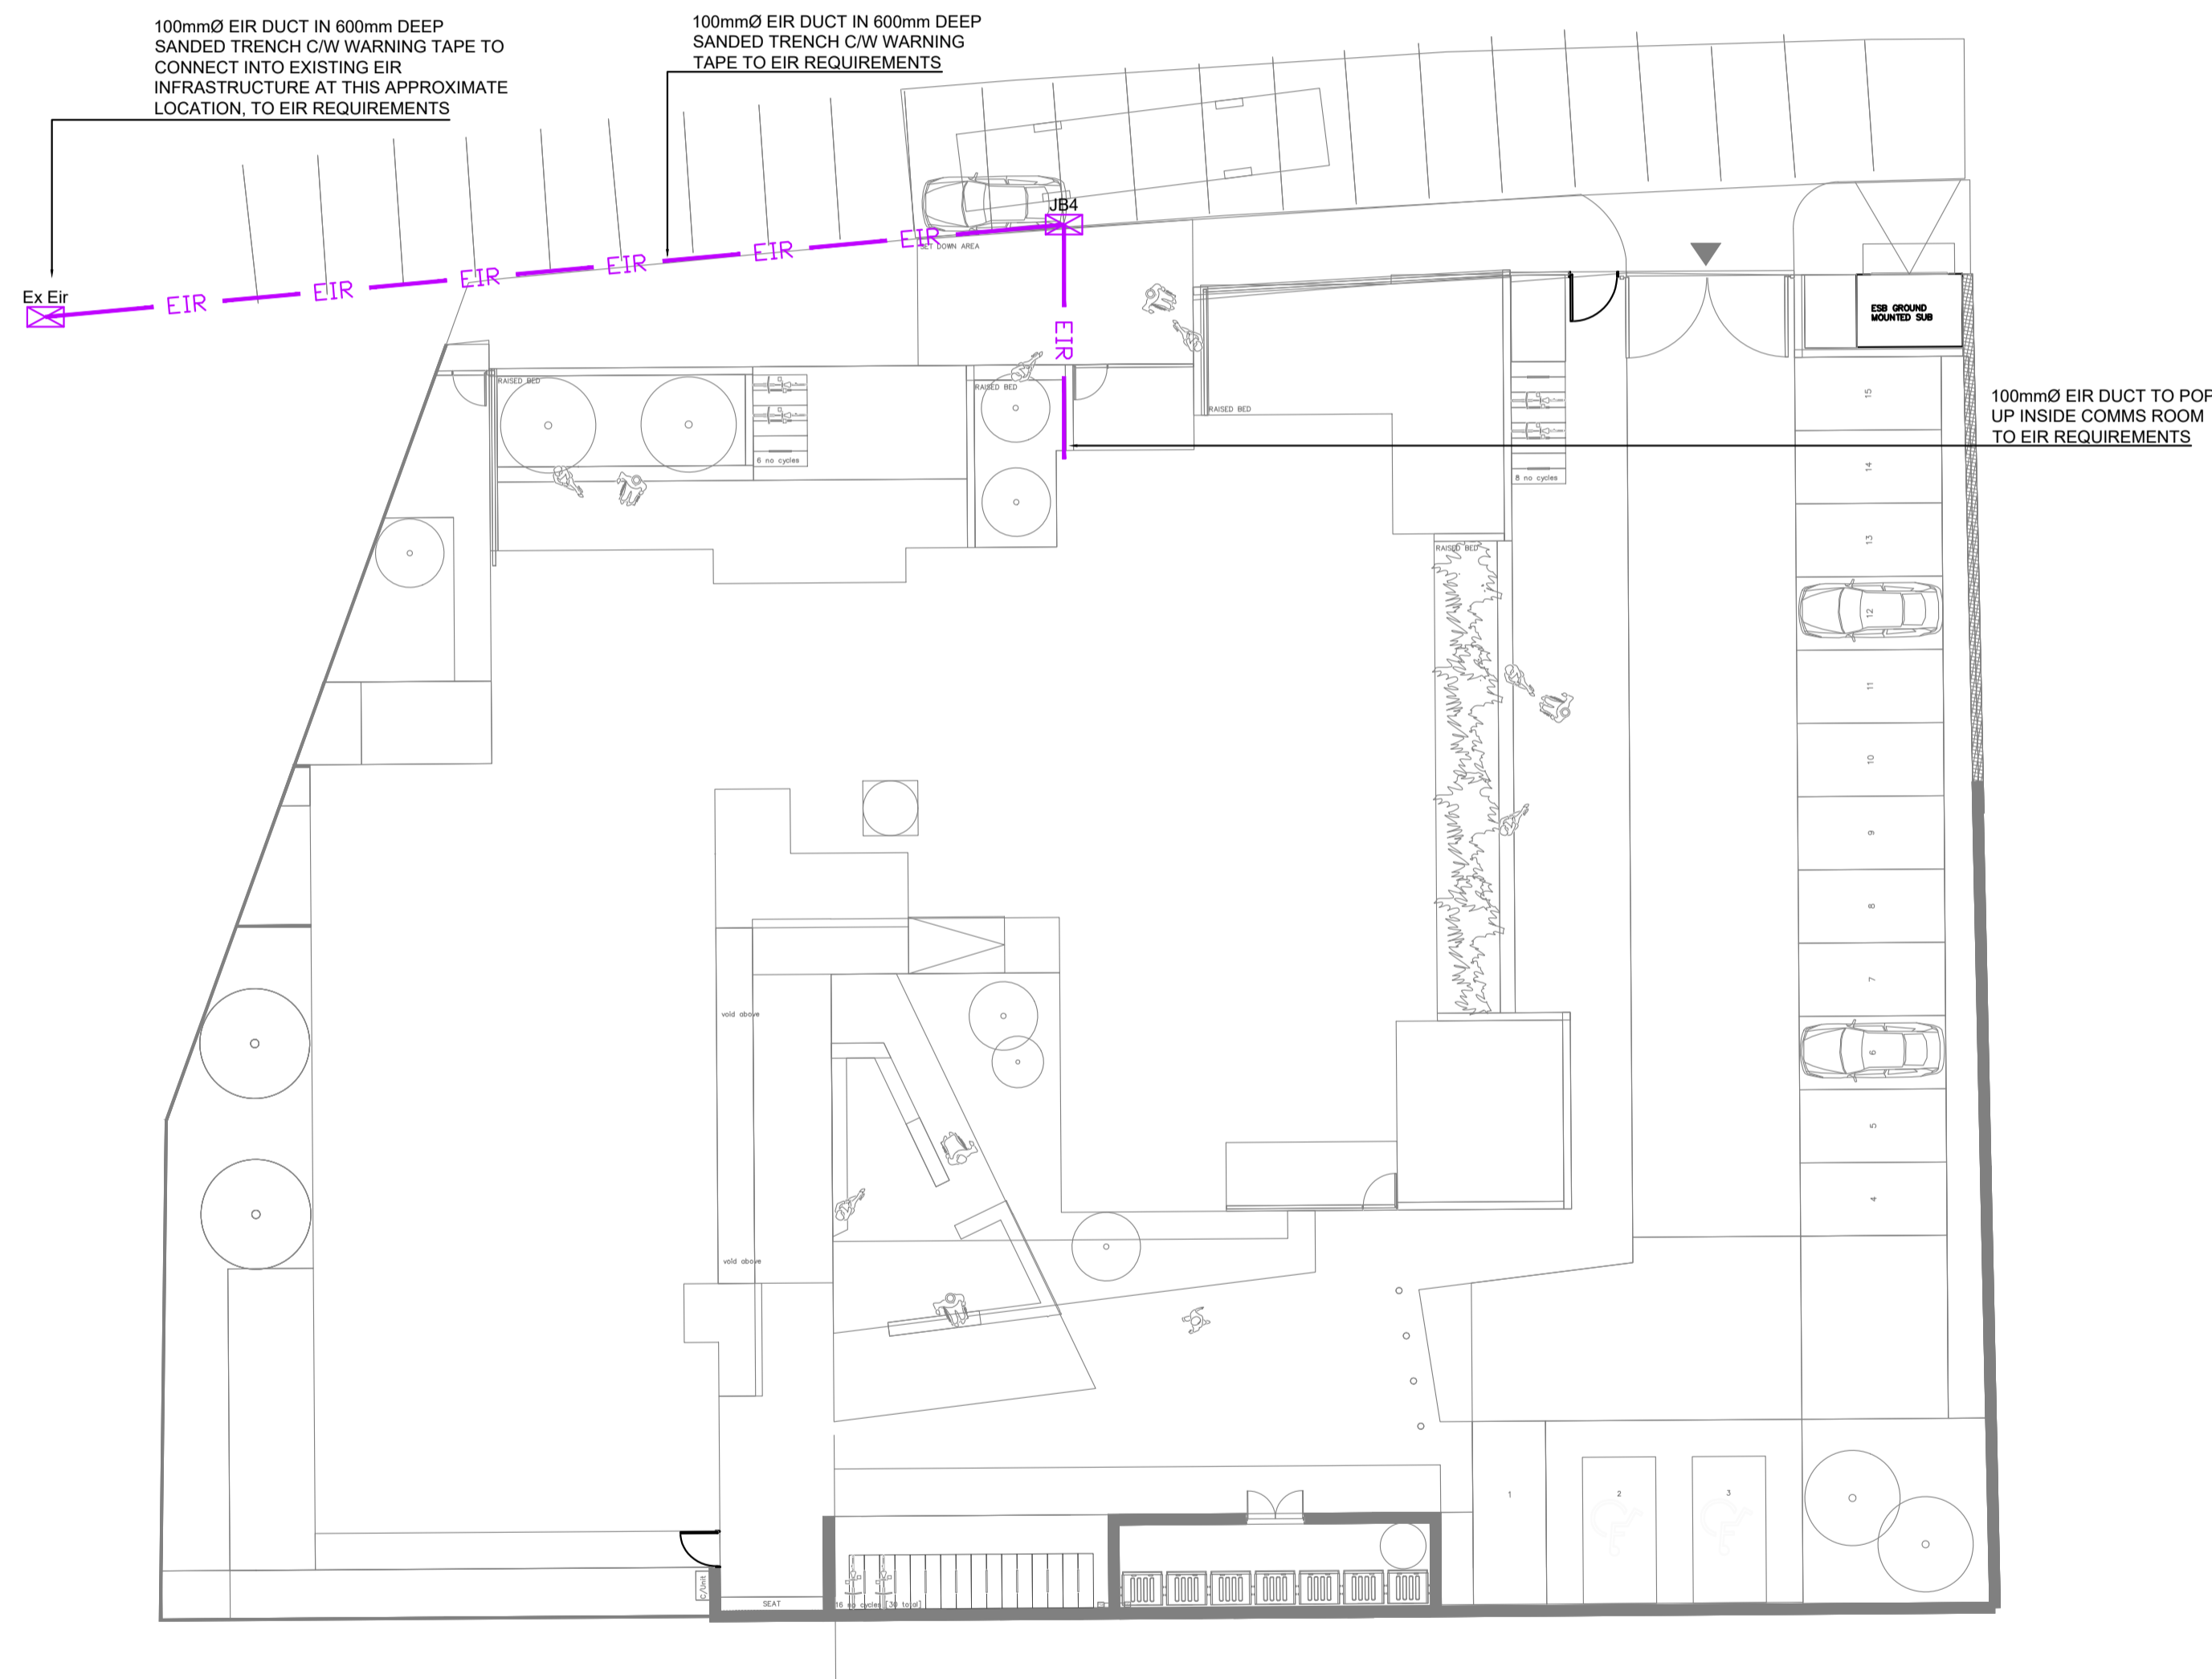 100mmØ EIR DUCT IN 600mm DEEP
SANDED TRENCH C/W WARNING TAPE TO
CONNECT INTO EXISTING EIR
INFRASTRUCTURE AT THIS APPROXIMATE
LOCATION, TO EIR REQUIREMENTS
100mmØ EIR DUCT IN 600mm DEEP
SANDED TRENCH C/W WARNING
TAPE TO EIR REQUIREMENTS
JB4
Ex Eir
EIR
EIR
EIR
EIR
EIR
EIR
EIR
SET DOWN AREA
ESB GROUND
MOUNTED SUB
RAISED BED
RAISED BED
RAISED BED
100mmØ EIR DUCT TO POP
UP INSIDE COMMS ROOM
TO EIR REQUIREMENTS
6 no cycles
8 no cycles
RAISED BED
15
14
13
12
11
10
9
8
7
6
5
4
void above
void above
1
2
3
C/Unit
SEAT
16 no cycles [30 total]